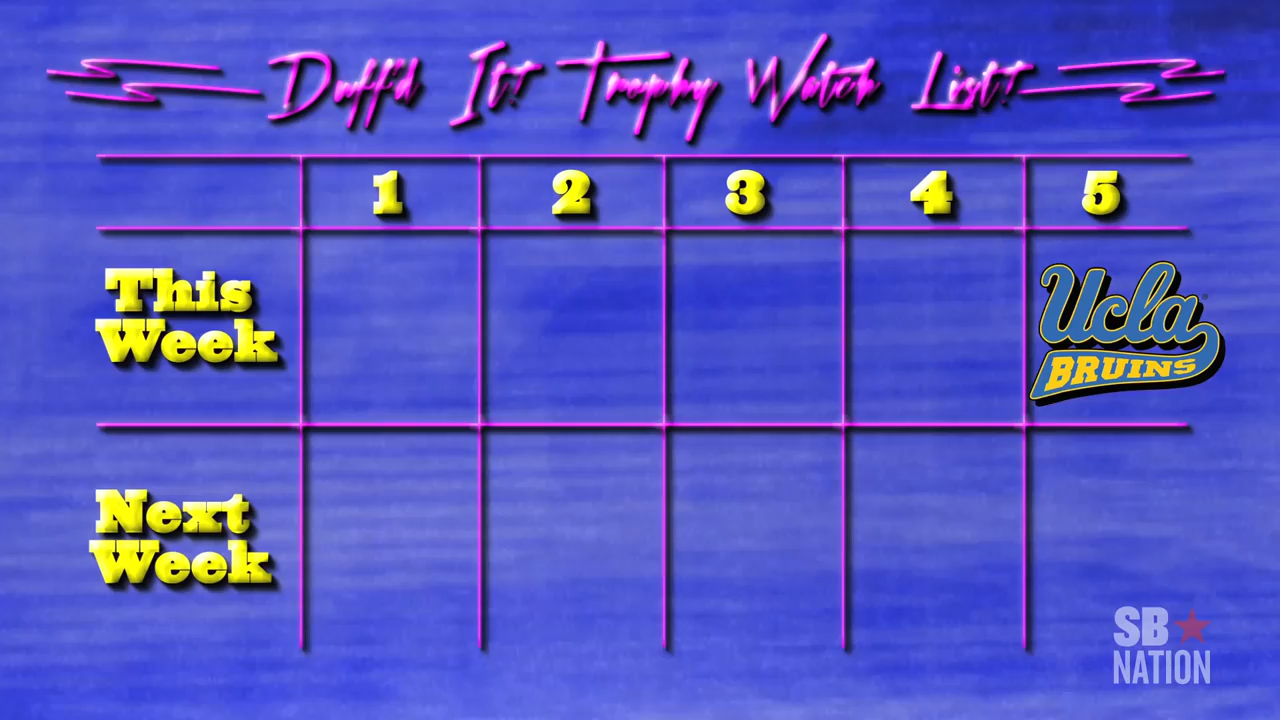 Duff'd It! Trophy Watch List!
1 2 3 4 5
This
Week
Ucla
BRUINS
Next
Week
SB
NATION